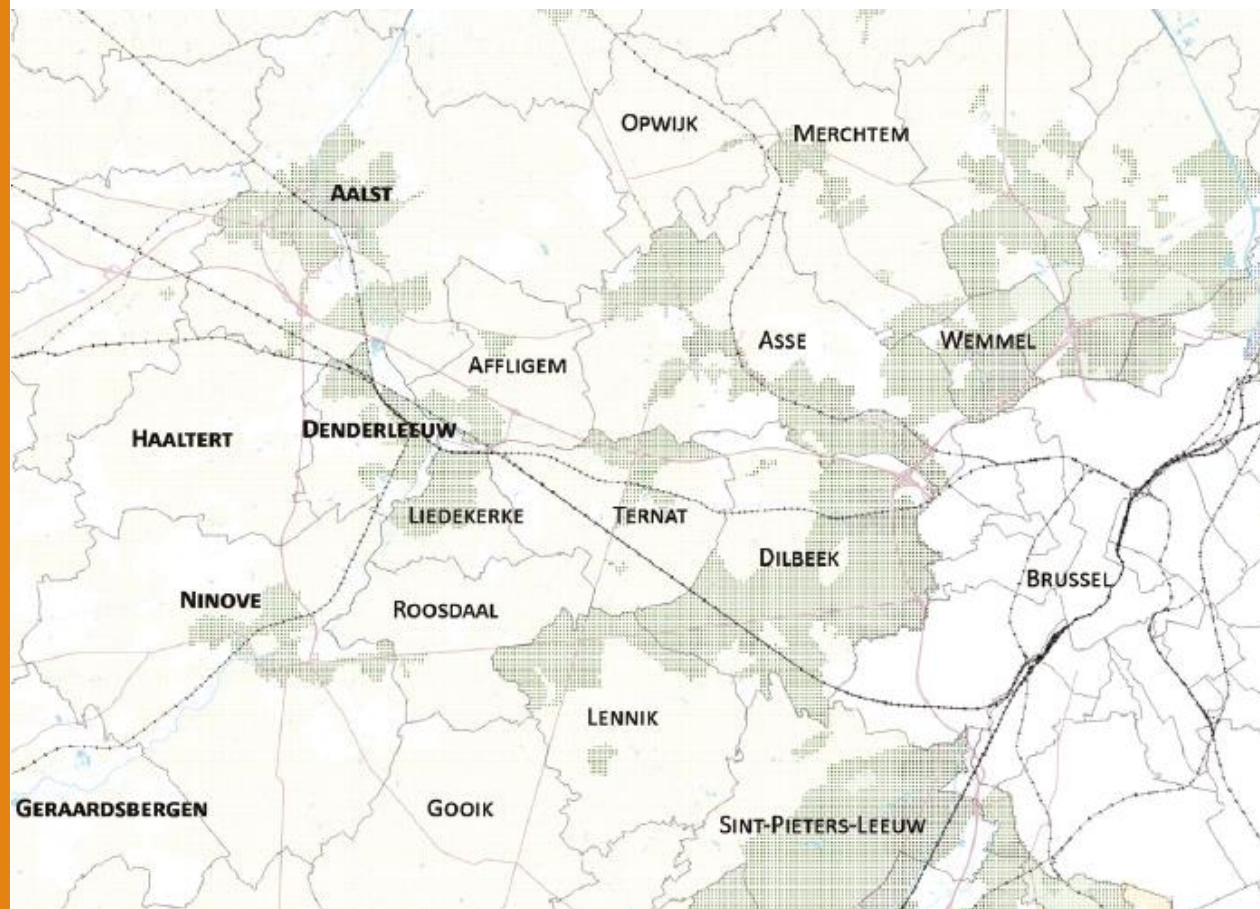 OPWIJK
MERCHTEM
AALST
ASSE
WEMMEL
AFFLIGEM
HAALTERT
DENDERLEEUW
LIEDEKERKE
TERNAT
DILBEEK
BRUSSEL
NINOVE
ROOSDAAL
LENNIK
GERAARDSBERGEN
GOOIK
SINT-PIETERS-LEEUW